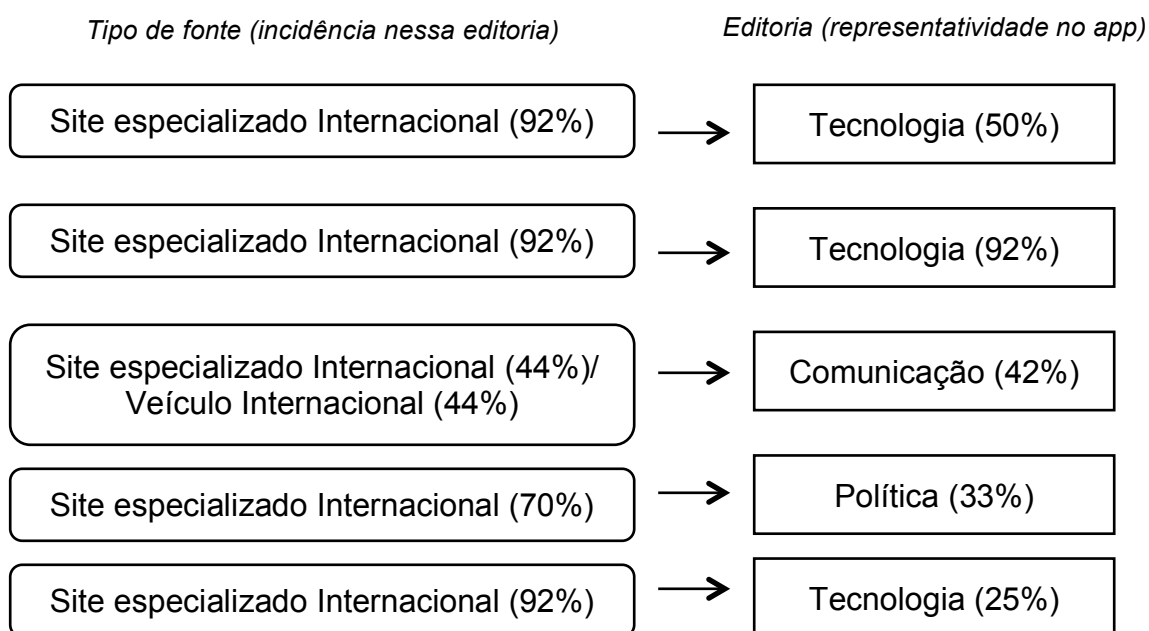 Tipo de fonte (incidência nessa editoria)
Editoria (representatividade no app)
Site especializado Internacional (92%)
Tecnologia (50%)
Site especializado Internacional (92%)
Tecnologia (92%)
Site especializado Internacional (44%)/
Veículo Internacional (44%)
Comunicação (42%)
Site especializado Internacional (70%)
Política (33%)
Site especializado Internacional (92%)
Tecnologia (25%)